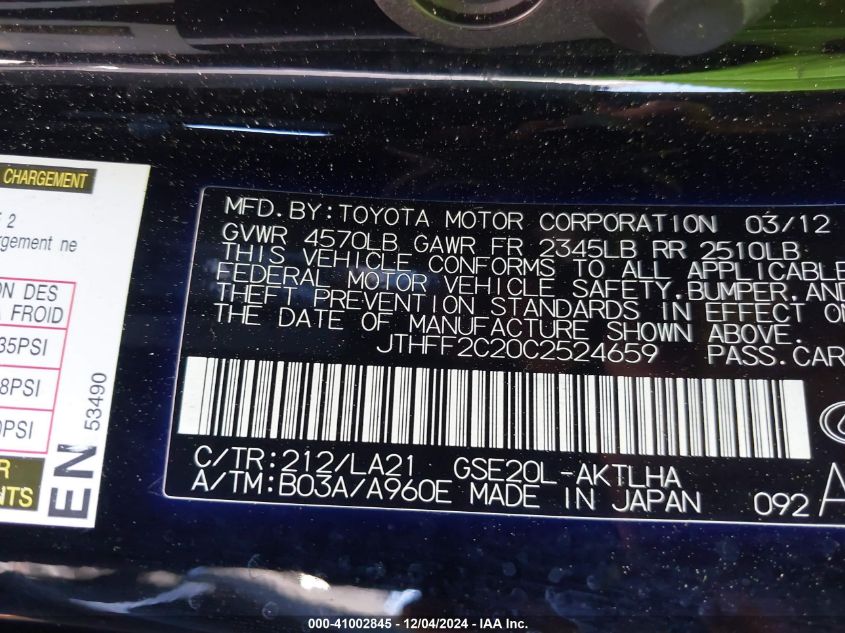 CHARGEMENT
2
rgement ne
ON DES
A FROID
35PSI
8PSI
0PSI
53490
EN
R
ENTS
MFD.BY:TOYOTA MOTOR CORPORATION 03/12
GVWR 4570LB GAWR FR 2345LB RR 2510LB
THIS VEHICLE CONFORMS TO ALL APPLICABLE
FEDERAL MOTOR VEHICLE SAFETY,BUMPER,AND
THEFT PREVENTION STANDARDS IN EFFECT O
THE DATE OF MANUFACTURE SHOWN ABOVE.
JTHFF2C20C2524659 PASS.CAR
C/TR:212/LA21 GSE20L-AKTLHA
A/TM:B03A/A960E MADE IN JAPAN 092 A
000-41002845 - 12/04/2024 - IAA Inc.